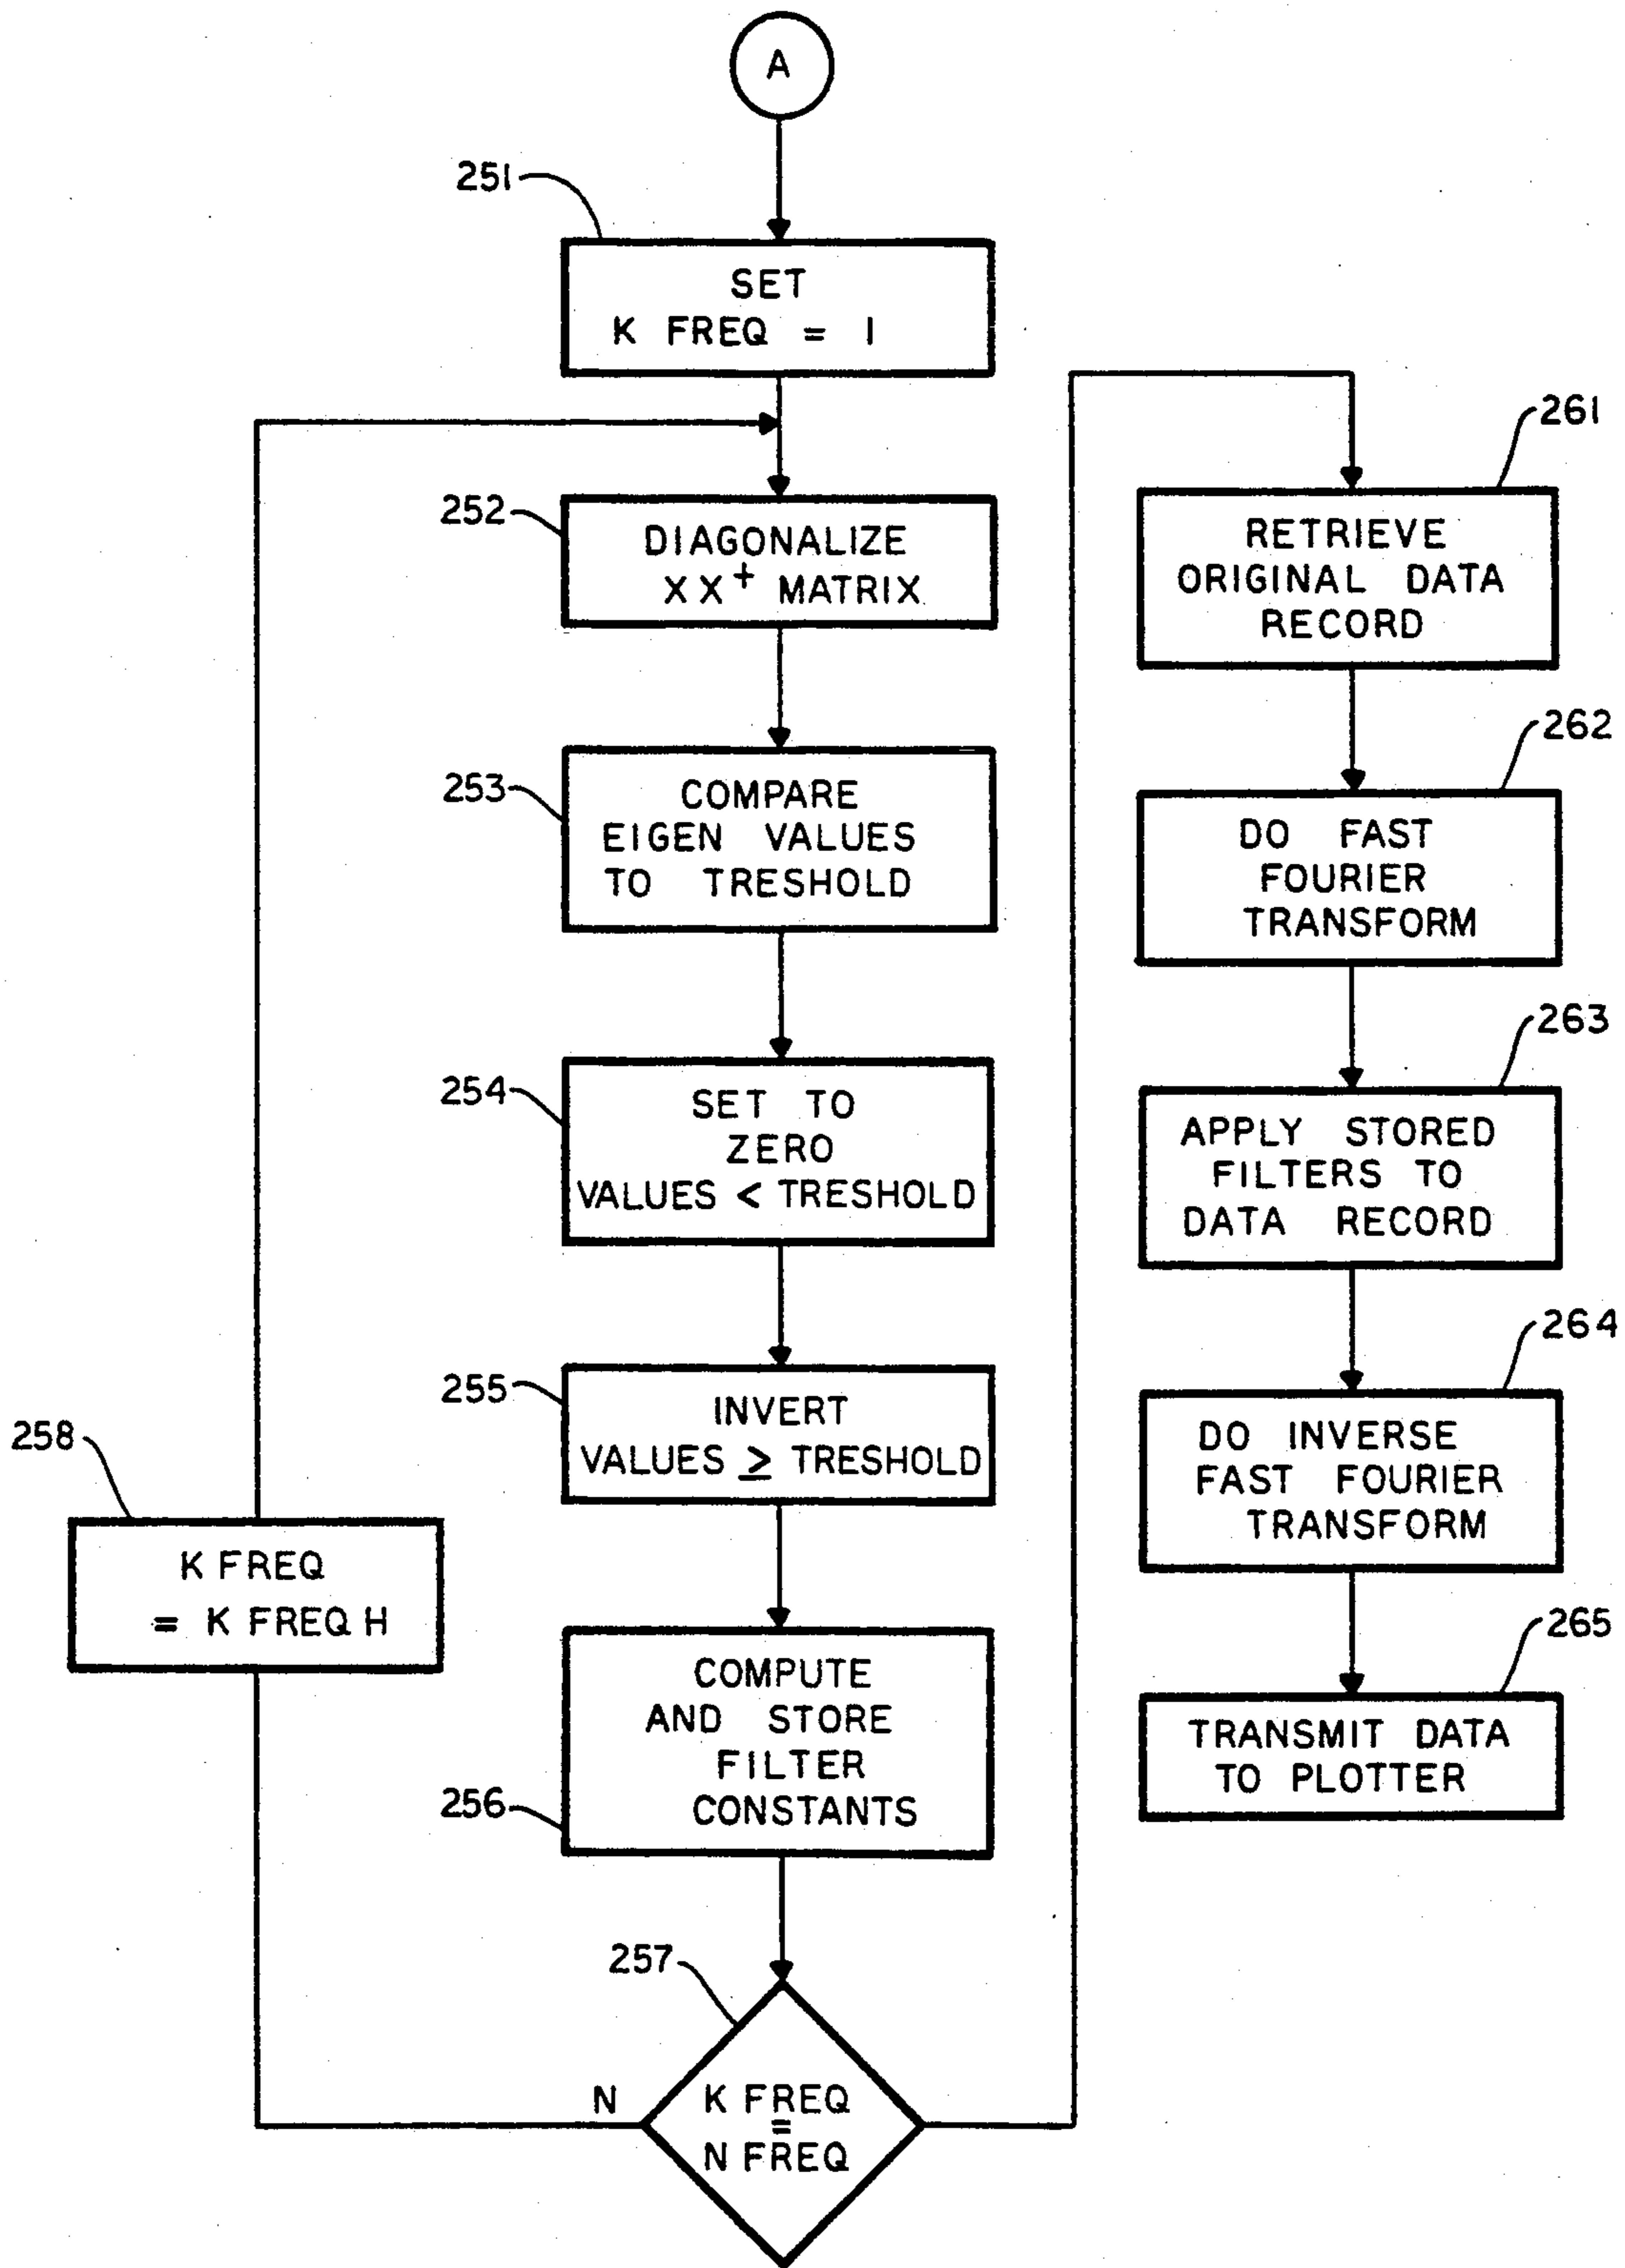 A
251
SET
K FREQ = 1
252
DIAGONALIZE
XX+ MATRIX
253
COMPARE
EIGEN VALUES
TO TRESHOLD
254
SET TO
ZERO
VALUES < TRESHOLD
255
INVERT
VALUES ≥ TRESHOLD
258
K FREQ
= K FREQ H
256
COMPUTE
AND STORE
FILTER
CONSTANTS
257
N
K FREQ
=
N FREQ
261
RETRIEVE
ORIGINAL DATA
RECORD
262
DO FAST
FOURIER
TRANSFORM
263
APPLY STORED
FILTERS TO
DATA RECORD
264
DO INVERSE
FAST FOURIER
TRANSFORM
265
TRANSMIT DATA
TO PLOTTER